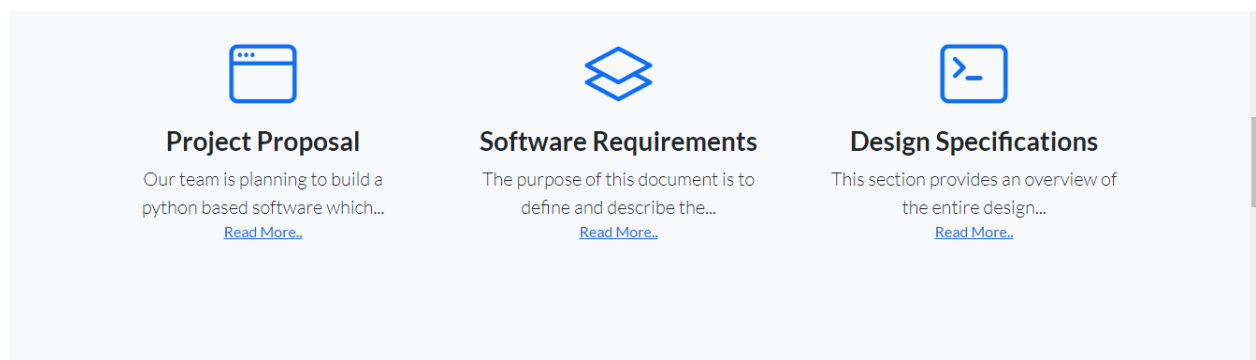 Project Proposal
Our team is planning to build a
python based software which...
Read More..
Software Requirements
The purpose of this document is to
define and describe the...
Read More..
Design Specifications
This section provides an overview of
the entire design...
Read More..